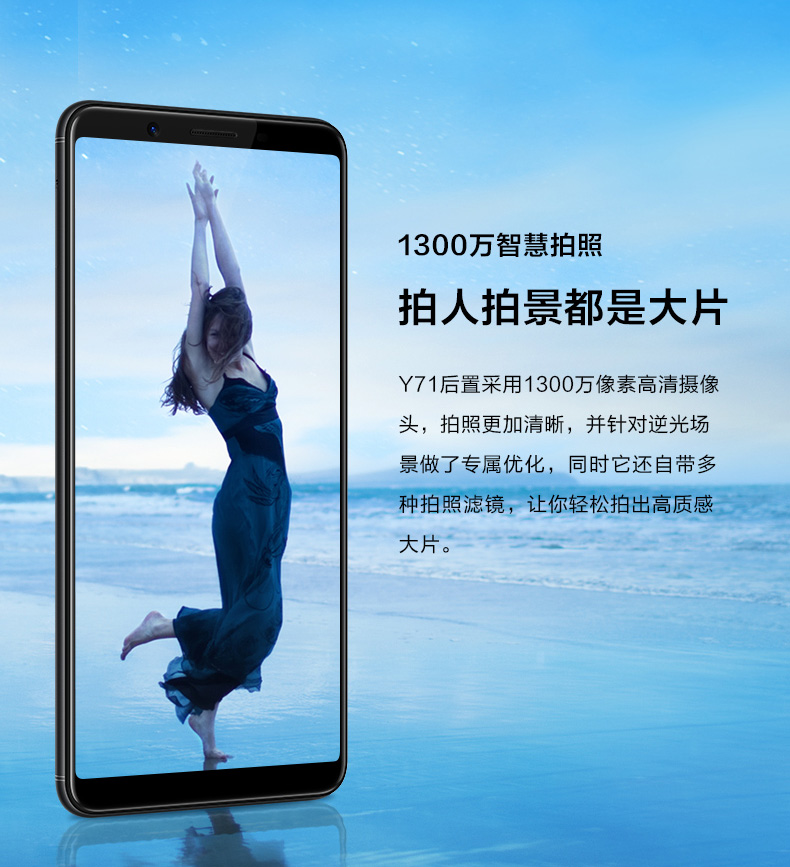 1300万智慧拍照
拍人拍景都是大片
Y71后置采用1300万像素高清摄像
头，拍照更加清晰，并针对逆光场
景做了专属优化，同时它还自带多
种拍照滤镜，让你轻松拍出高质感
大片。